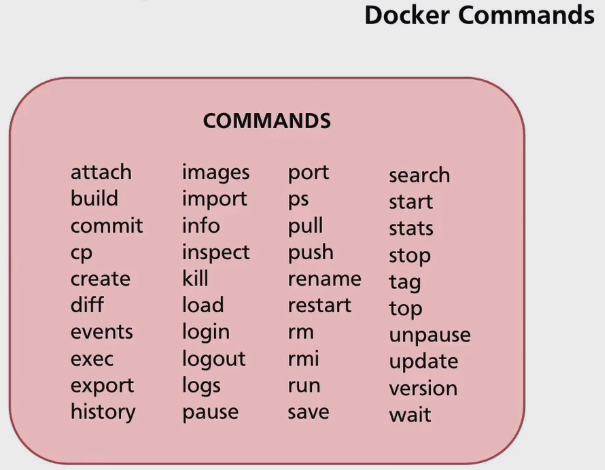 Docker Commands
COMMANDS
attach images port search
build import ps start
commit info pull stats
cp inspect push stop
create kill rename tag
diff load restart top
events login rm unpause
exec logout rmi update
export logs run version
history pause save wait